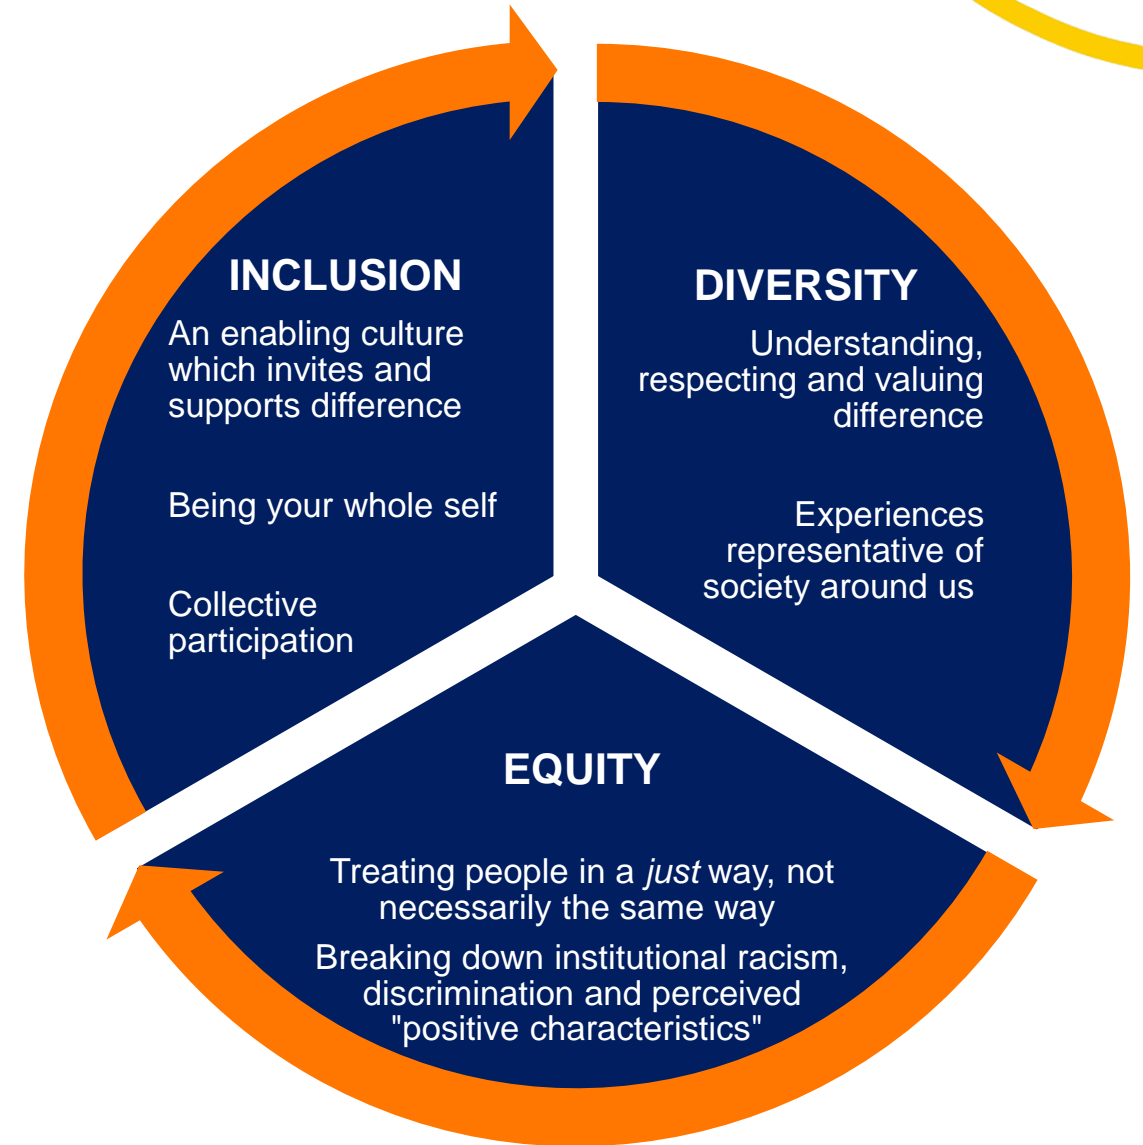 INCLUSION
An enabling culture
which invites and
supports difference
Being your whole self
Collective
participation
DIVERSITY
Understanding,
respecting and valuing
difference
Experiences
representative of
society around us
EQUITY
Treating people in a just way, not
necessarily the same way
Breaking down institutional racism,
discrimination and perceived
"positive characteristics"